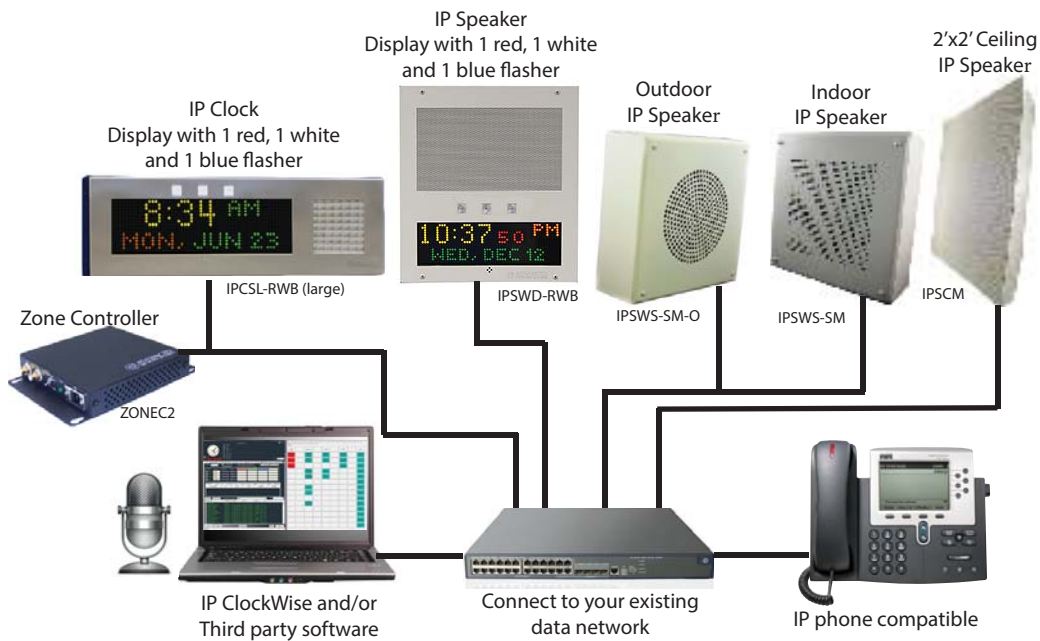 IP Speaker
Display with 1 red, 1 white
and 1 blue flasher
2'x2' Ceiling
IP Speaker
Outdoor
IP Speaker
Indoor
IP Speaker
IP Clock
Display with 1 red, 1 white
and 1 blue flasher
8:34 AM
MON, JUN 23
10:37 50 PM
WED, DEC 12
IPCSL-RWB (large)
IPSWD-RWB
IPSWS-SM-O
IPSWS-SM
IPSCM
Zone Controller
ZONEC2
IP ClockWise and/or
Third party software
Connect to your existing
data network
IP phone compatible